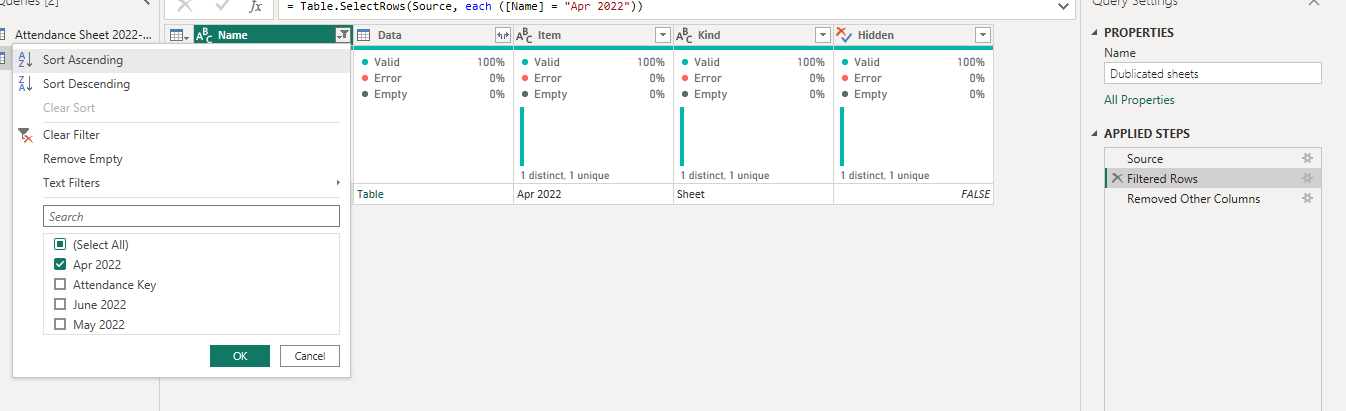 Queries [2]
= Table.SelectRows(Source, each ([Name] = "Apr 2022"))
Query Settings
Attendance Sheet 2022-...
Name
Data
Item
Kind
Hidden
Sort Ascending
Sort Descending
Clear Sort
Clear Filter
Remove Empty
Text Filters
Search
(Select All)
Apr 2022
Attendance Key
June 2022
May 2022
OK
Cancel
Valid 100%
Error 0%
Empty 0%
Valid 100%
Error 0%
Empty 0%
1 distinct, 1 unique
Valid 100%
Error 0%
Empty 0%
1 distinct, 1 unique
Valid 100%
Error 0%
Empty 0%
1 distinct, 1 unique
Table
Apr 2022
Sheet
FALSE
PROPERTIES
Name
Dublicated sheets
All Properties
APPLIED STEPS
Source
Filtered Rows
Removed Other Columns